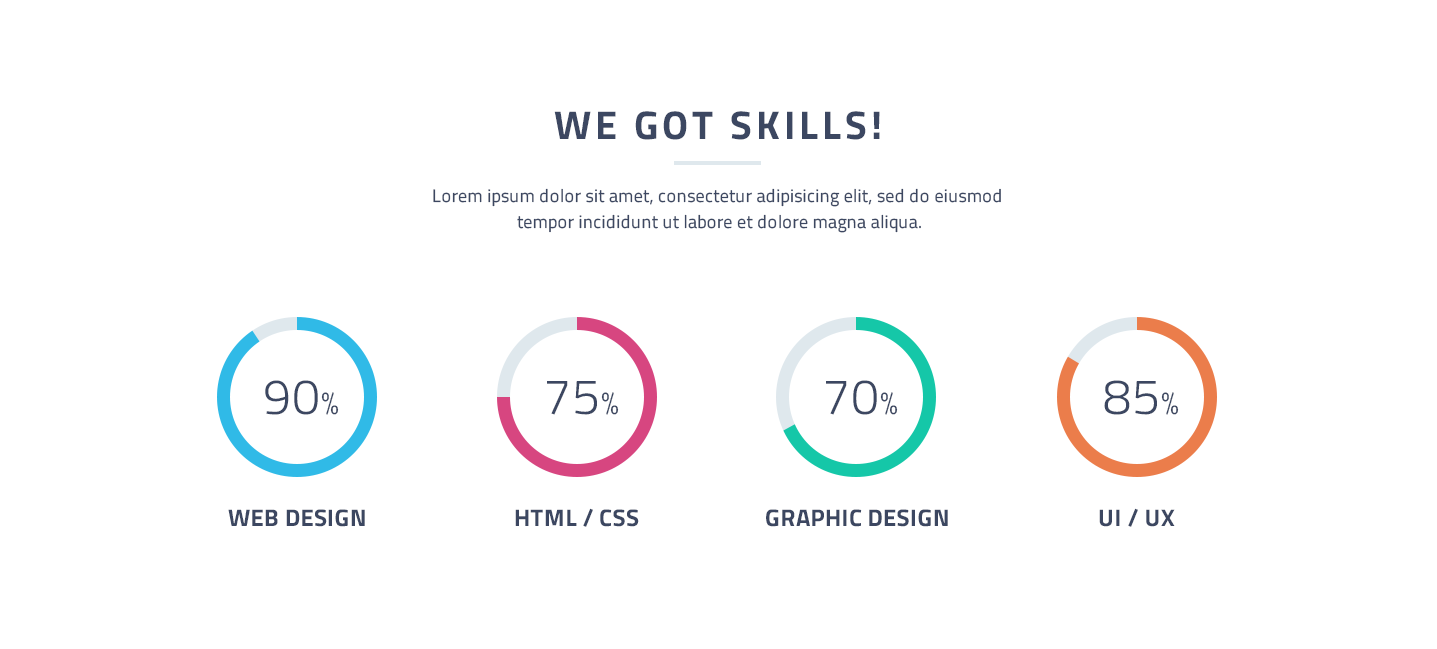 WE GOT SKILLS!
Lorem ipsum dolor sit amet, consectetur adipisicing elit, sed do eiusmod
tempor incididunt ut labore et dolore magna aliqua.
90% 75% 70% 85%
WEB DESIGN HTML / CSS GRAPHIC DESIGN UI / UX